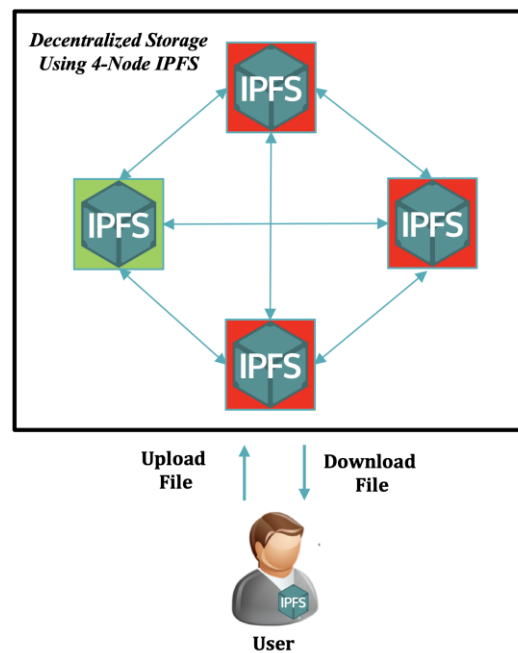 Decentralized Storage
Using 4-Node IPFS
IPFS
IPFS
IPFS
IPFS
Upload
File
Download
File
IPFS
User